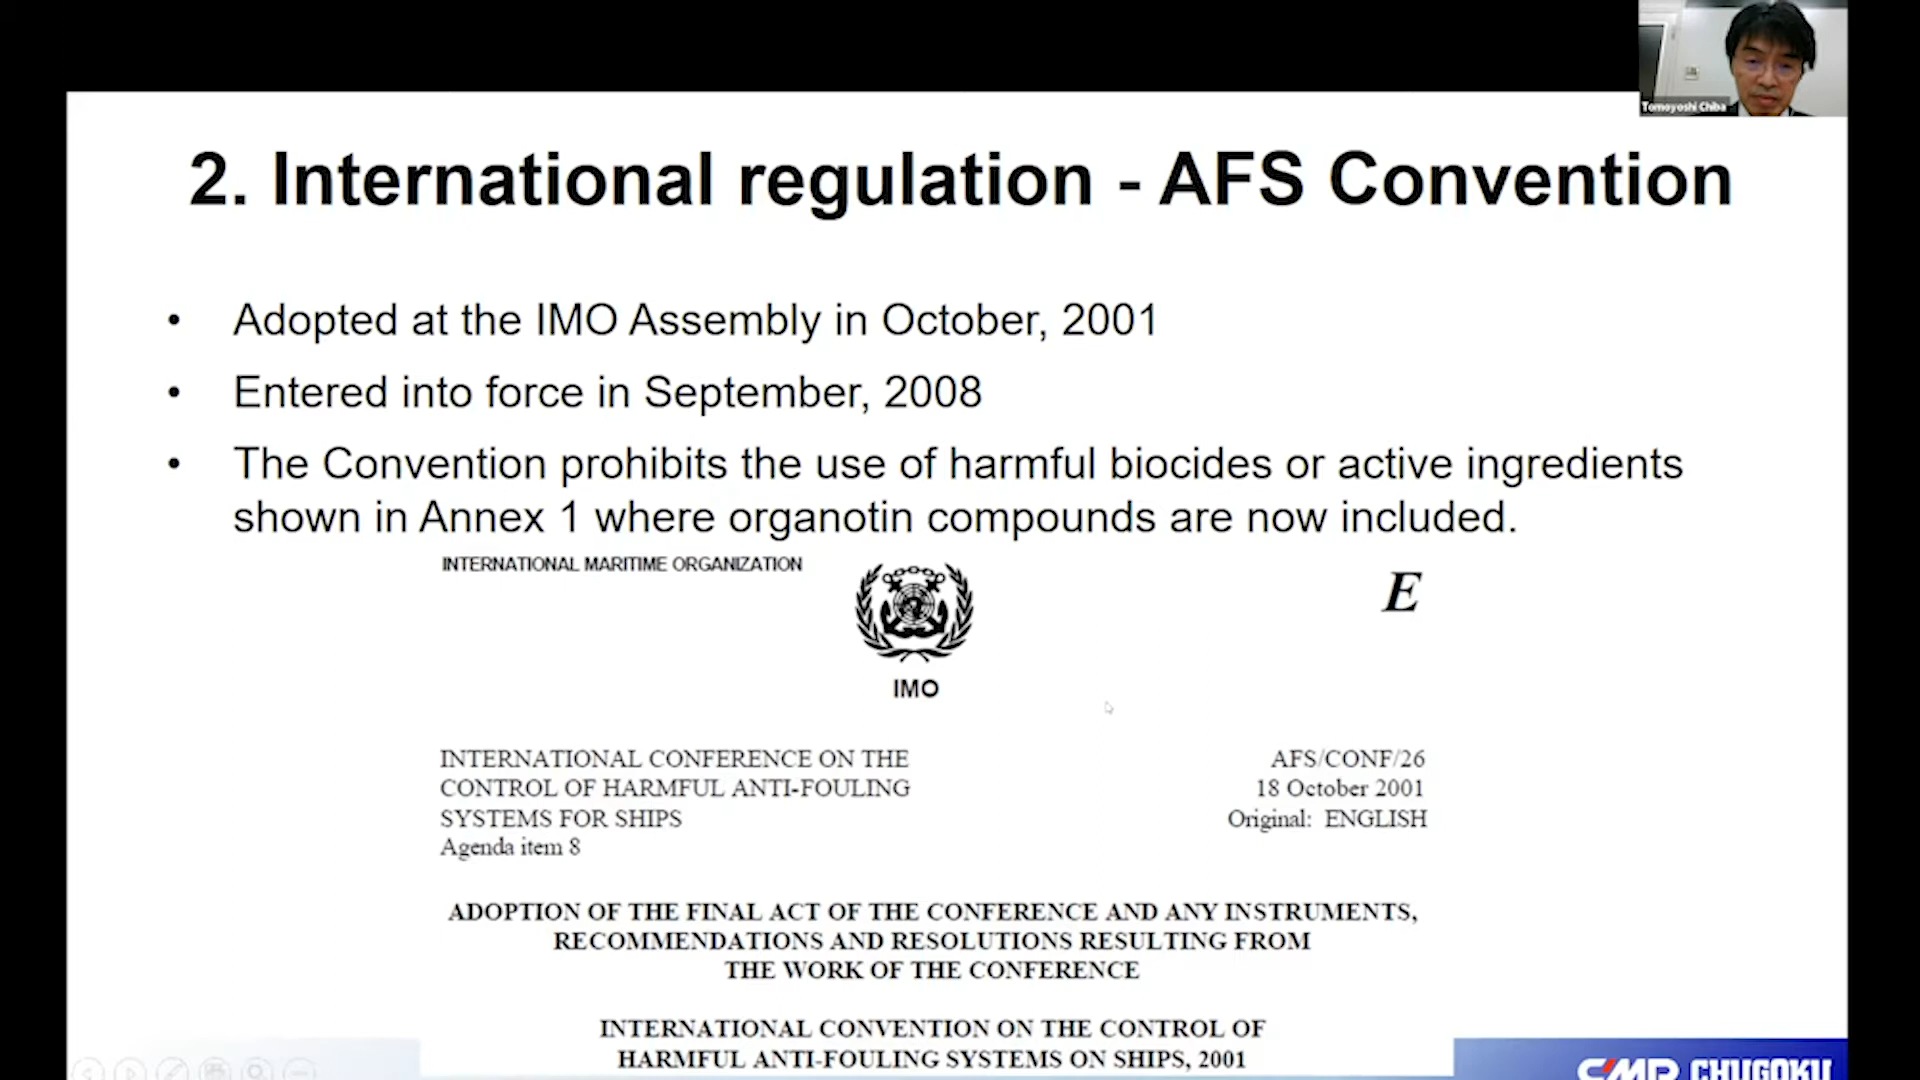 Tomoyoshi Chiba
2. International regulation - AFS Convention
• Adopted at the IMO Assembly in October, 2001
• Entered into force in September, 2008
• The Convention prohibits the use of harmful biocides or active ingredients
shown in Annex 1 where organotin compounds are now included.
INTERNATIONAL MARITIME ORGANIZATION
E
IMO
INTERNATIONAL CONFERENCE ON THE
CONTROL OF HARMFUL ANTI-FOULING
SYSTEMS FOR SHIPS
Agenda item 8
AFS/CONF/26
18 October 2001
Original: ENGLISH
ADOPTION OF THE FINAL ACT OF THE CONFERENCE AND ANY INSTRUMENTS,
RECOMMENDATIONS AND RESOLUTIONS RESULTING FROM
THE WORK OF THE CONFERENCE
INTERNATIONAL CONVENTION ON THE CONTROL OF
HARMFUL ANTI-FOULING SYSTEMS ON SHIPS, 2001
CMP CHUGOKU